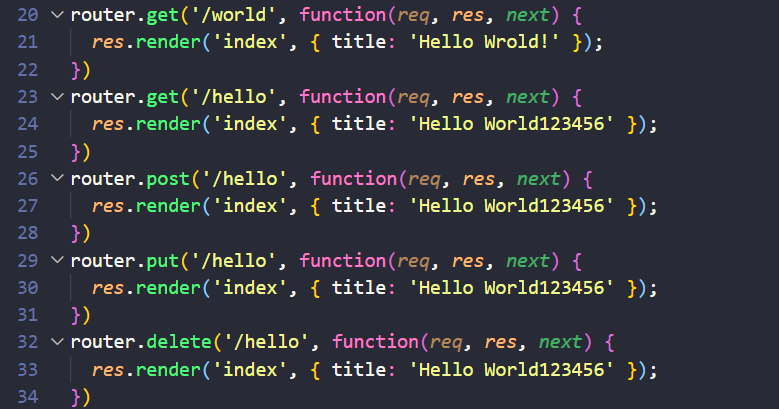 20 router.get('/world', function(req, res, next) {
21 res.render('index', { title: 'Hello Wrold!' });
22 })
23 router.get('/hello', function(req, res, next) {
24 res.render('index', { title: 'Hello World123456' });
25 })
26 router.post('/hello', function(req, res, next) {
27 res.render('index', { title: 'Hello World123456' });
28 })
29 router.put('/hello', function(req, res, next) {
30 res.render('index', { title: 'Hello World123456' });
31 })
32 router.delete('/hello', function(req, res, next) {
33 res.render('index', { title: 'Hello World123456' });
34 })